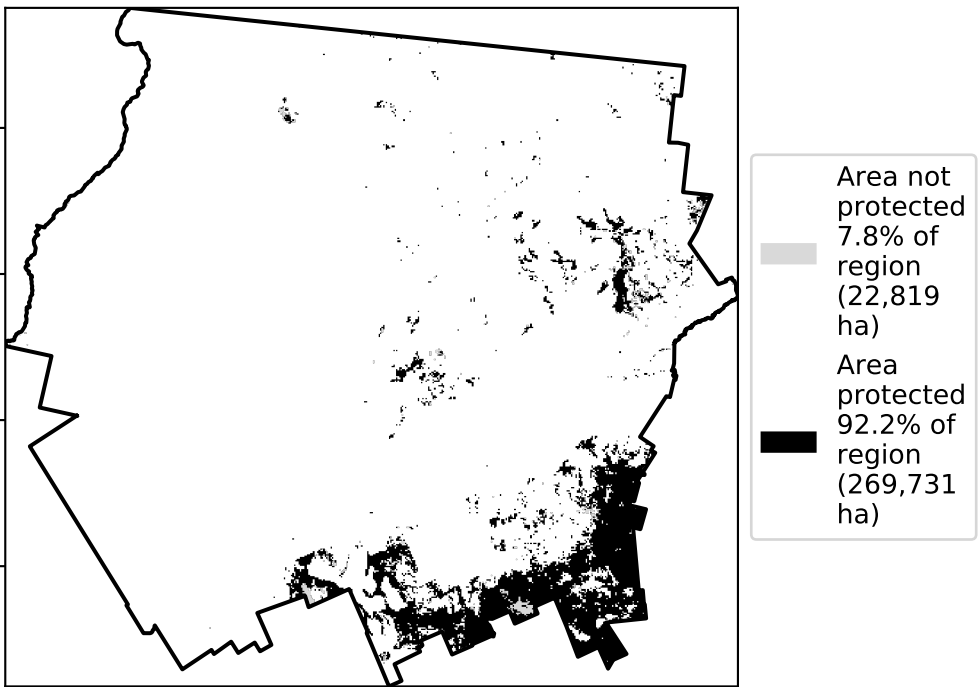 Area not
protected
7.8% of
region
(22,819
ha)
Area
protected
92.2% of
region
(269,731
ha)